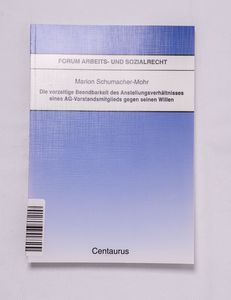 FORUM ARBEITS- UND SOZIALRECHT
Marion Schumacher-Mohr
Die vorzeitige Beendbarkeit des Anstellungsverhältnisses
eines AG-Vorstandsmitglieds gegen seinen Willen
Centaurus